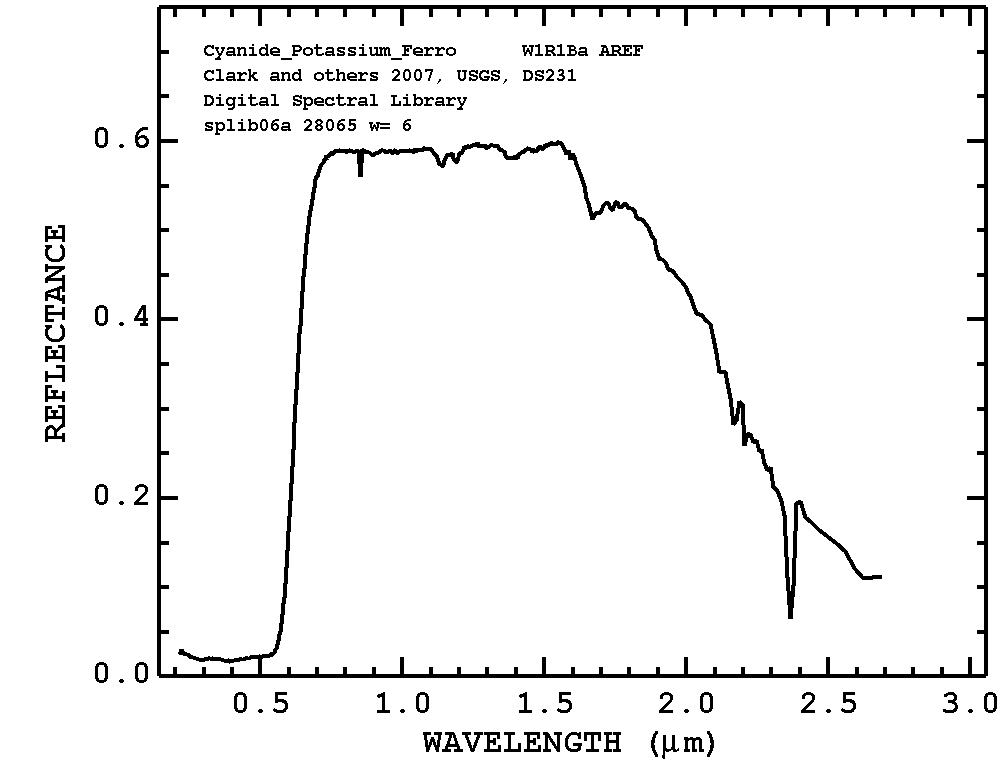 Cyanide_Potassium_Ferro W1R1Ba AREF
Clark and others 2007, USGS, DS231
Digital Spectral Library
splib06a 28065 w= 6
REFLECTANCE
0.6
0.4
0.2
0.0
0.5 1.0 1.5 2.0 2.5 3.0
WAVELENGTH (μm)